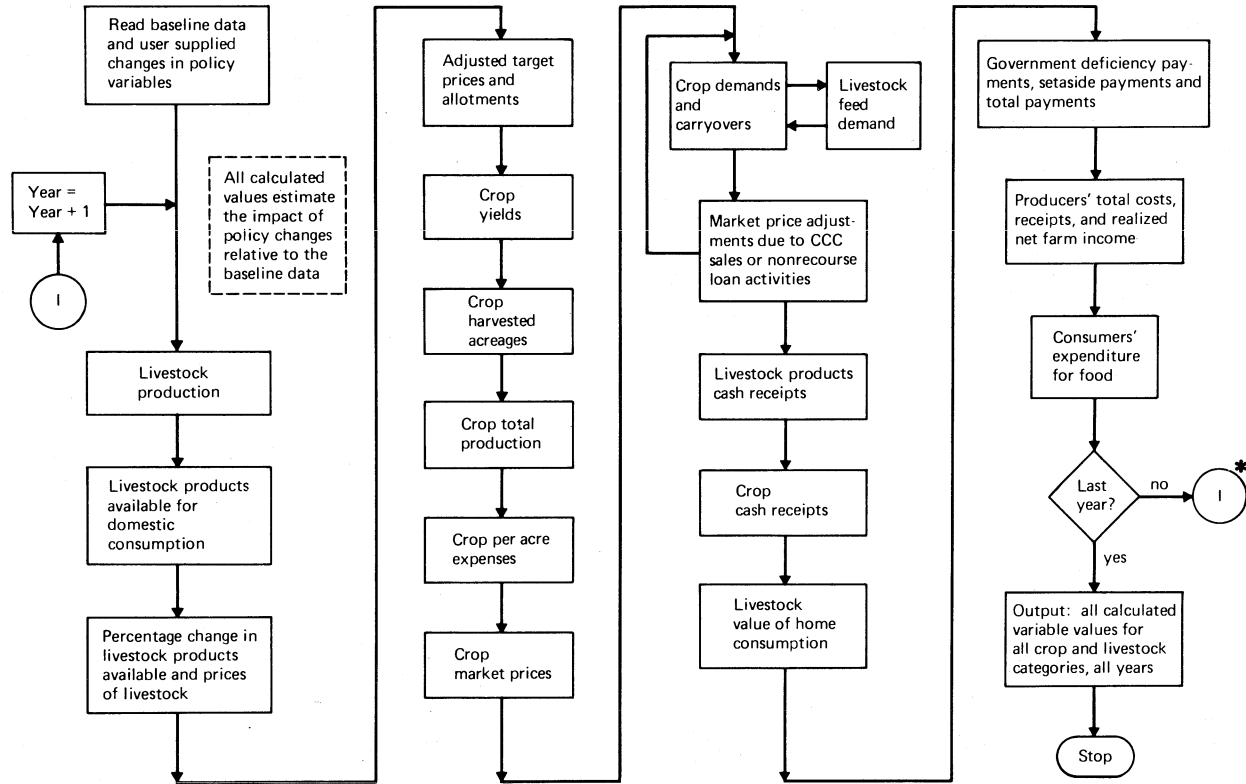 Read baseline data
and user supplied
changes in policy
variables
Year =
Year + 1
I
All calculated
values estimate
the impact of
policy changes
relative to the
baseline data
Livestock
production
Livestock products
available for
domestic
consumption
Percentage change in
livestock products
available and prices
of livestock
Adjusted target
prices and
allotments
Crop
yields
Crop
harvested
acreages
Crop total
production
Crop per acre
expenses
Crop
market prices
Crop demands
and
carryovers
Livestock
feed
demand
Market price adjust-
ments due to CCC
sales or nonrecourse
loan activities
Livestock products
cash receipts
Crop
cash receipts
Livestock
value of home
consumption
Government deficiency pay-
ments, setaside payments and
total payments
Producers' total costs,
receipts, and realized
net farm income
Consumers'
expenditure
for food
Last
year?
no
I
*
yes
Output: all calculated
variable values for
all crop and livestock
categories, all years
Stop